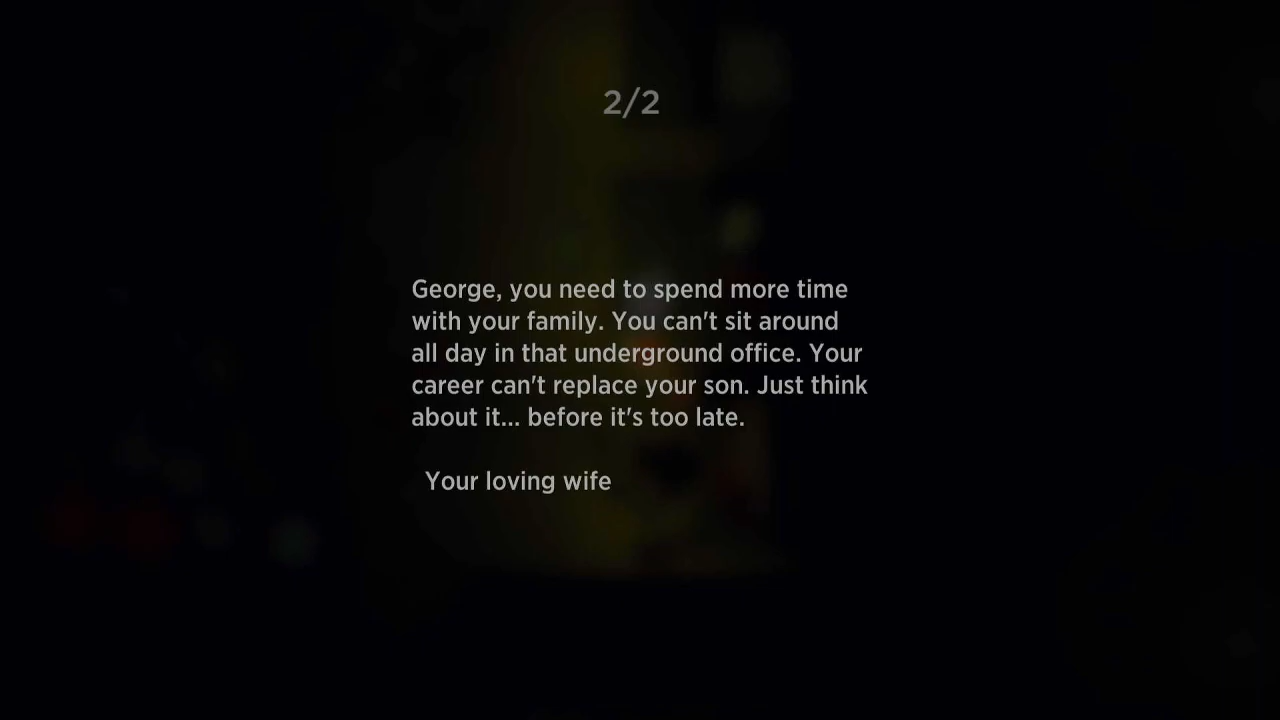 2/2
George, you need to spend more time
with your family. You can't sit around
all day in that underground office. Your
career can't replace your son. Just think
about it... before it's too late.
Your loving wife